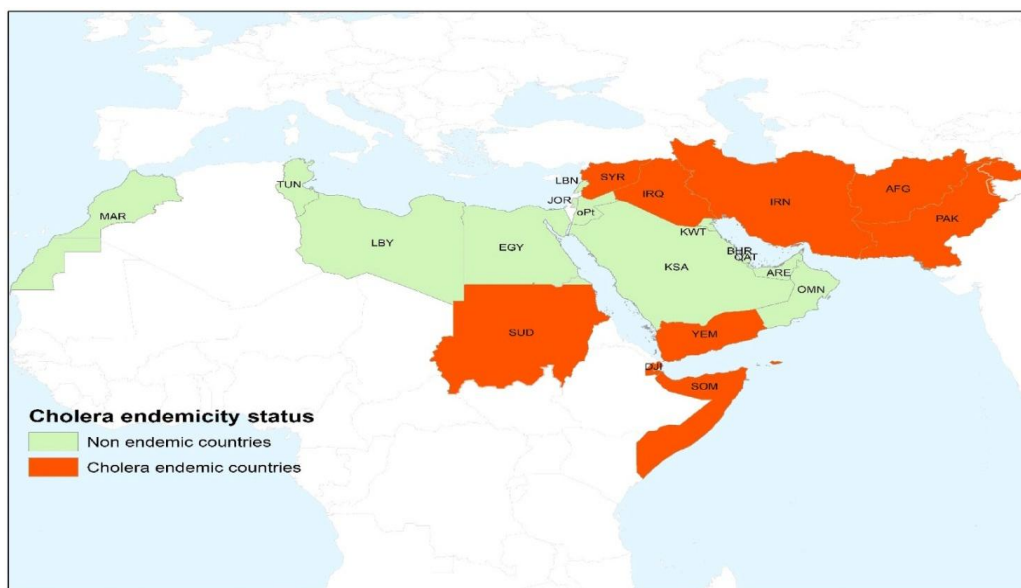 TUN
MAR
LBY
EGY
LBN
SYR
JOR
oPt
IRQ
IRN
AFG
PAK
KWT
BHR
QAT
KSA
ARE
OMN
SUD
YEM
DJI
SOM
Cholera endemicity status
Non endemic countries
Cholera endemic countries